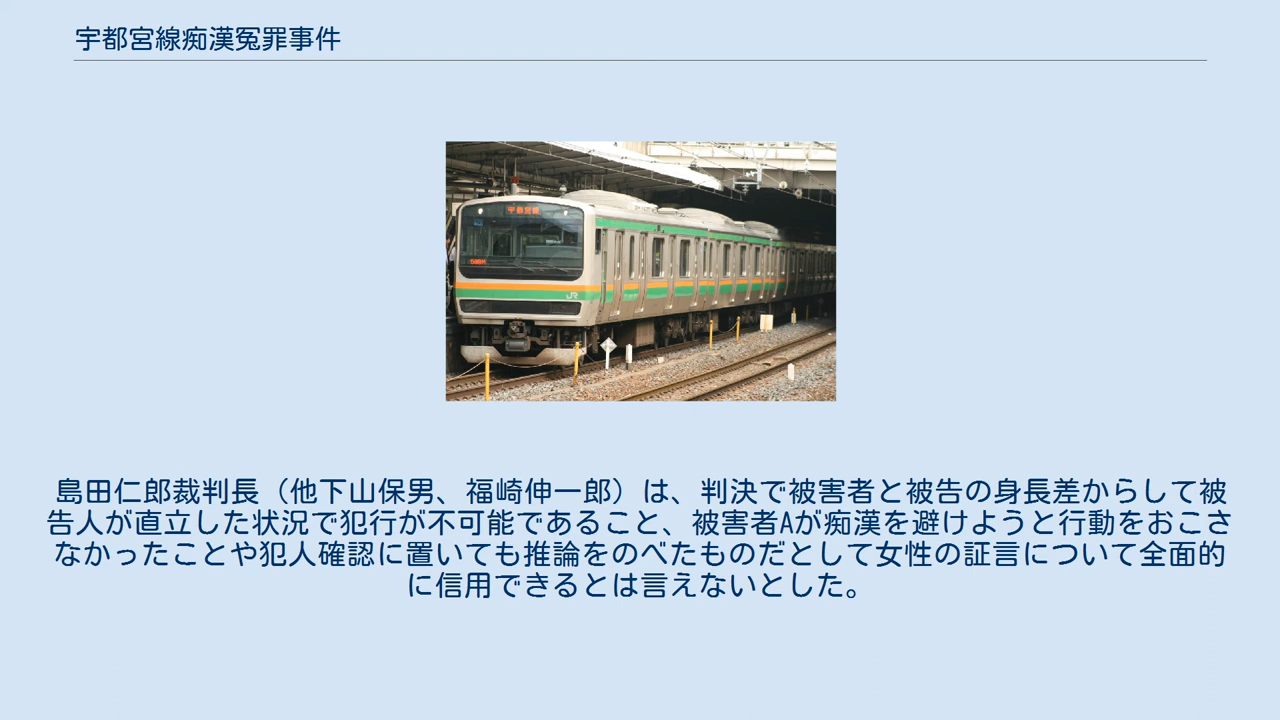 宇都宮線痴漢冤罪事件
宇都宮線
JR
島田仁郎裁判長（他下山保男、福崎伸一郎）は、判決で被害者と被告の身長差からして被
告人が直立した状況で犯行が不可能であること、被害者Aが痴漢を避けようと行動をおこさ
なかったことや犯人確認に置いても推論をのべたものだとして女性の証言について全面的
に信用できるとは言えないとした。